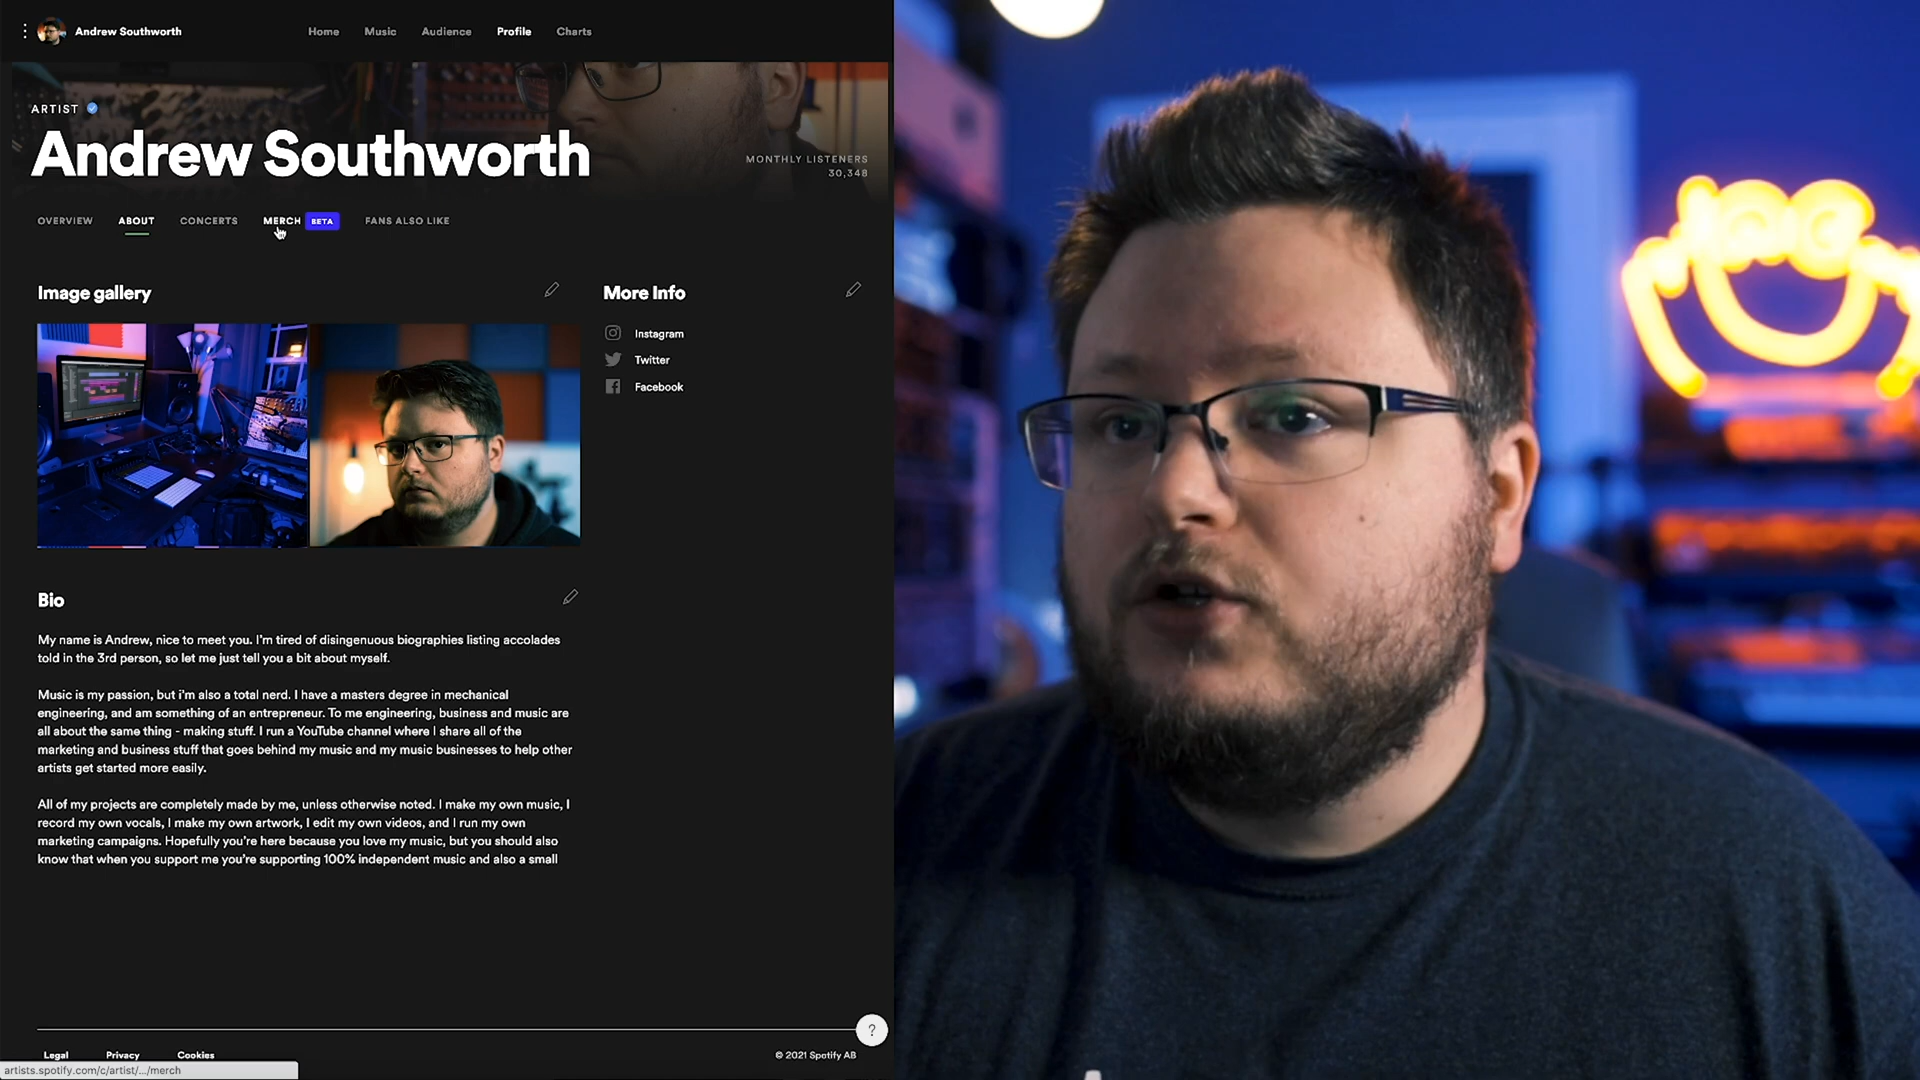 Andrew Southworth
Home
Music
Audience
Profile
Charts
ARTIST
Andrew Southworth
MONTHLY LISTENERS
30,348
OVERVIEW
ABOUT
CONCERTS
MERCH
BETA
FANS ALSO LIKE
Image gallery
More Info
Instagram
Twitter
Facebook
Bio
My name is Andrew, nice to meet you. I'm tired of disingenuous biographies listing accolades
told in the 3rd person, so let me just tell you a bit about myself.
Music is my passion, but i'm also a total nerd. I have a masters degree in mechanical
engineering, and am something of an entrepreneur. To me engineering, business and music are
all about the same thing - making stuff. I run a YouTube channel where I share all of the
marketing and business stuff that goes behind my music and my music businesses to help other
artists get started more easily.
All of my projects are completely made by me, unless otherwise noted. I make my own music, I
record my own vocals, I make my own artwork, I edit my own videos, and I run my own
marketing campaigns. Hopefully you're here because you love my music, but you should also
know that when you support me you're supporting 100% independent music and also a small
?
Legal
Privacy
Cookies
© 2021 Spotify AB
artists.spotify.com/c/artist/.../merch